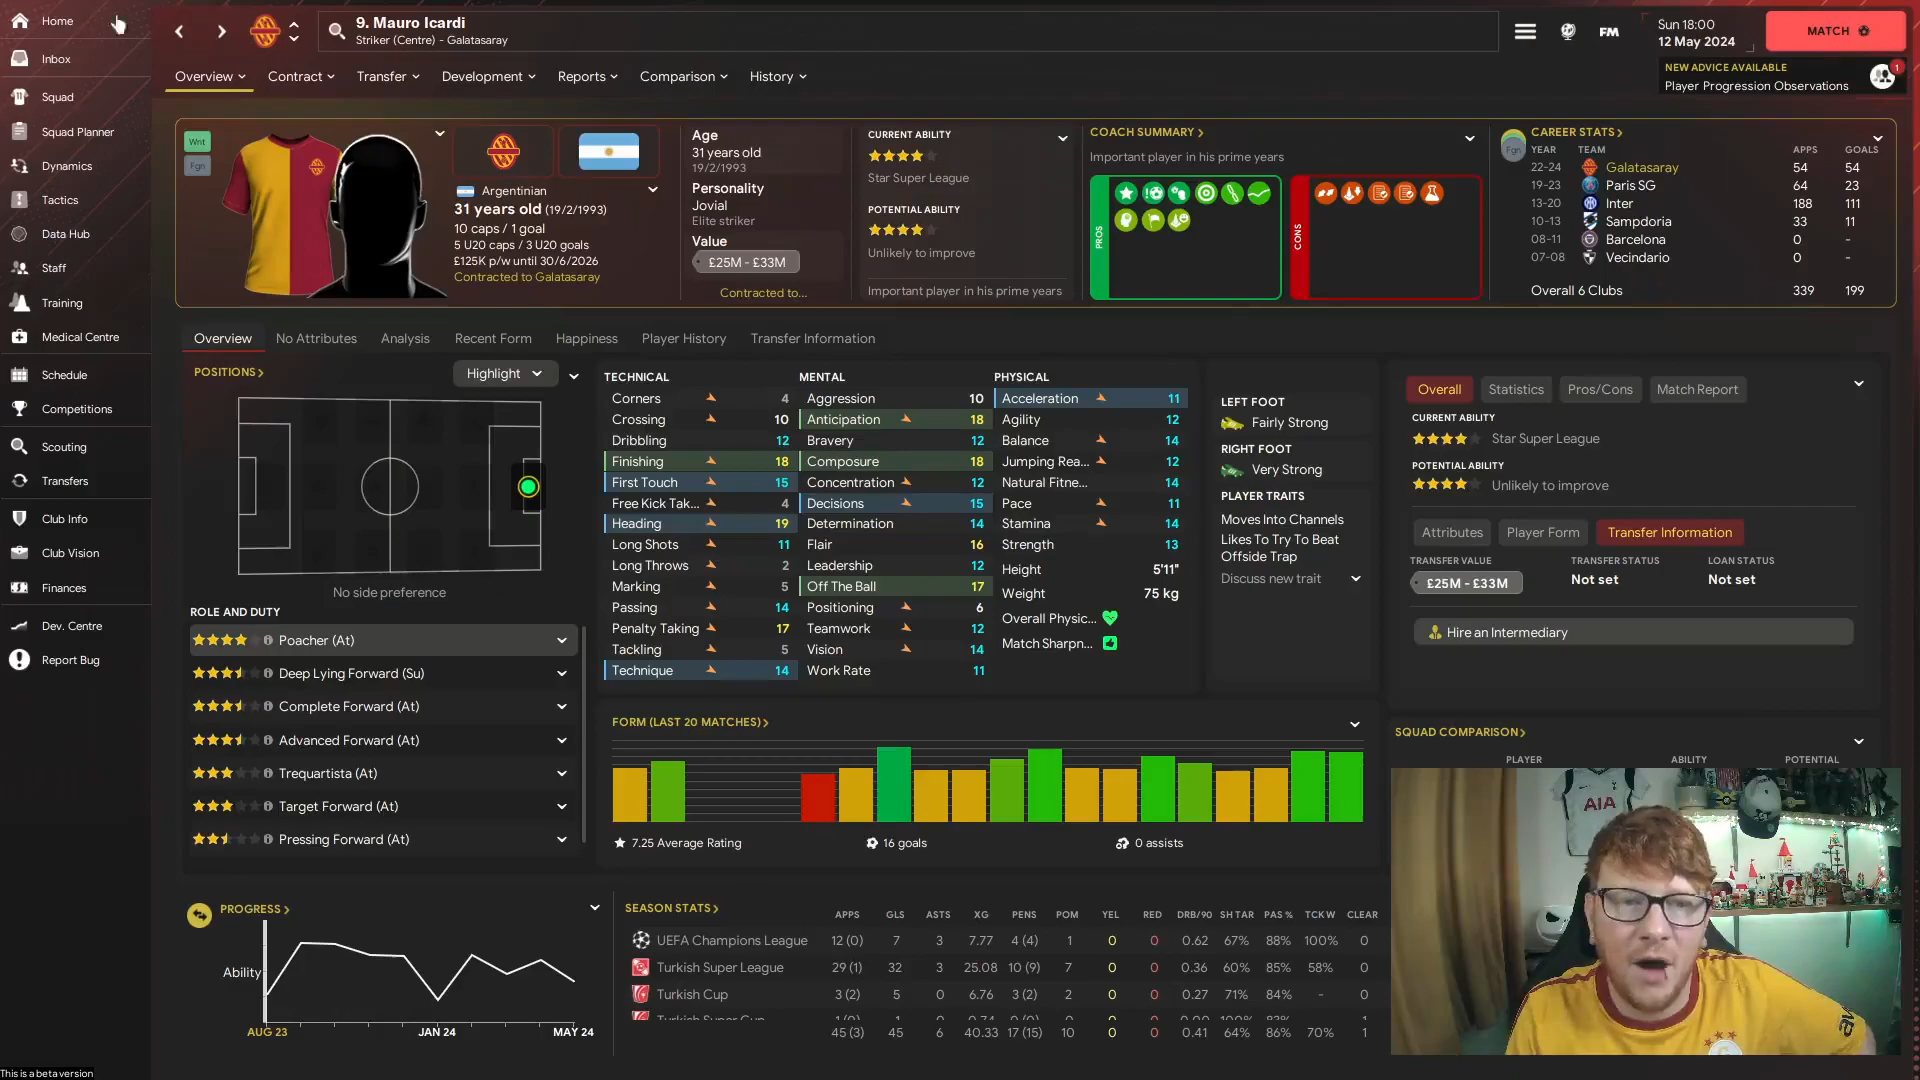 Home
Inbox
Squad
Squad Planner
Dynamics
Tactics
Data Hub
Staff
Training
Medical Centre
Schedule
Competitions
Scouting
Transfers
Club Info
Club Vision
Finances
Dev. Centre
Report Bug
This is a beta version
9. Mauro Icardi
Striker (Centre) - Galatasaray
FM
Sun 18:00
12 May 2024
MATCH
NEW ADVICE AVAILABLE
Player Progression Observations
1
Overview Contract Transfer Development Reports Comparison History
Wnt
Fgn
Argentinian
31 years old (19/2/1993)
10 caps / 1 goal
5 U20 caps / 3 U20 goals
£125K p/w until 30/6/2026
Contracted to Galatasaray
Age
31 years old
19/2/1993
Personality
Jovial
Elite striker
Value
£25M - £33M
Contracted to...
CURRENT ABILITY
Star Super League
POTENTIAL ABILITY
Unlikely to improve
Important player in his prime years
COACH SUMMARY >
Important player in his prime years
PROS
CONS
Fgn
CAREER STATS >
YEAR TEAM APPS GOALS
22-24 Galatasaray 54 54
19-23 Paris SG 64 23
13-20 Inter 188 111
10-13 Sampdoria 33 11
08-11 Barcelona 0 -
07-08 Vecindario 0 -
Overall 6 Clubs 339 199
Overview No Attributes Analysis Recent Form Happiness Player History Transfer Information
POSITIONS >
Highlight
No side preference
ROLE AND DUTY
Poacher (At)
Deep Lying Forward (Su)
Complete Forward (At)
Advanced Forward (At)
Trequartista (At)
Target Forward (At)
Pressing Forward (At)
TECHNICAL
Corners 4
Crossing 10
Dribbling 12
Finishing 18
First Touch 15
Free Kick Tak... 4
Heading 19
Long Shots 11
Long Throws 2
Marking 5
Passing 14
Penalty Taking 17
Tackling 5
Technique 14
MENTAL
Aggression 10
Anticipation 18
Bravery 12
Composure 18
Concentration 12
Decisions 15
Determination 14
Flair 16
Leadership 12
Off The Ball 17
Positioning 6
Teamwork 12
Vision 14
Work Rate 11
PHYSICAL
Acceleration 11
Agility 12
Balance 14
Jumping Rea... 12
Natural Fitne... 14
Pace 11
Stamina 14
Strength 13
Height 5'11"
Weight 75 kg
Overall Physic...
Match Sharpn...
LEFT FOOT
Fairly Strong
RIGHT FOOT
Very Strong
PLAYER TRAITS
Moves Into Channels
Likes To Try To Beat
Offside Trap
Discuss new trait
Overall Statistics Pros/Cons Match Report
CURRENT ABILITY
Star Super League
POTENTIAL ABILITY
Unlikely to improve
Attributes Player Form Transfer Information
TRANSFER VALUE TRANSFER STATUS LOAN STATUS
£25M - £33M Not set Not set
Hire an Intermediary
FORM (LAST 20 MATCHES) >
7.25 Average Rating 16 goals 0 assists
SQUAD COMPARISON >
PLAYER ABILITY POTENTIAL
AIA
PROGRESS >
Ability
AUG 23 JAN 24 MAY 24
SEASON STATS >
APPS GLS ASTS XG PENS POM YEL RED DRB/90 SH TAR PAS % TCK W CLEAR
UEFA Champions League 12 (0) 7 3 7.77 4 (4) 1 0 0 0.62 67% 88% 100% 0
Turkish Super League 29 (1) 32 3 25.08 10 (9) 7 0 0 0.36 60% 85% 58% 0
Turkish Cup 3 (2) 5 0 6.76 3 (2) 2 0 0 0.27 71% 84% - 0
45 (3) 45 6 40.33 17 (15) 10 0 0 0.41 64% 86% 70% 1